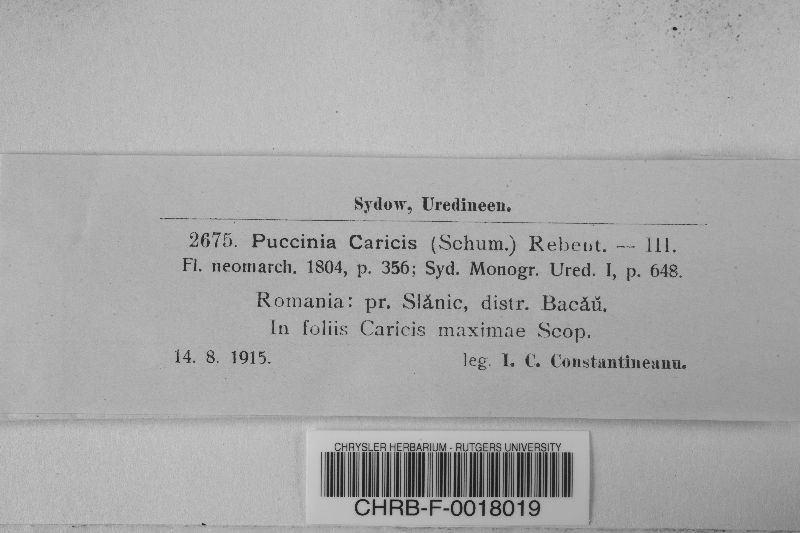 Sydow, Uredineen.
2675. Puccinia Caricis (Schum.) Rebent. — III.
Fl. neomarch. 1804, p. 356; Syd. Monogr. Ured. I, p. 648.
Romania: pr. Slănic, distr. Bacăŭ.
In foliis Caricis maximae Scop.
14. 8. 1915. leg. I. C. Constantineanu.
CHRYSLER HERBARIUM - RUTGERS UNIVERSITY
CHRB-F-0018019